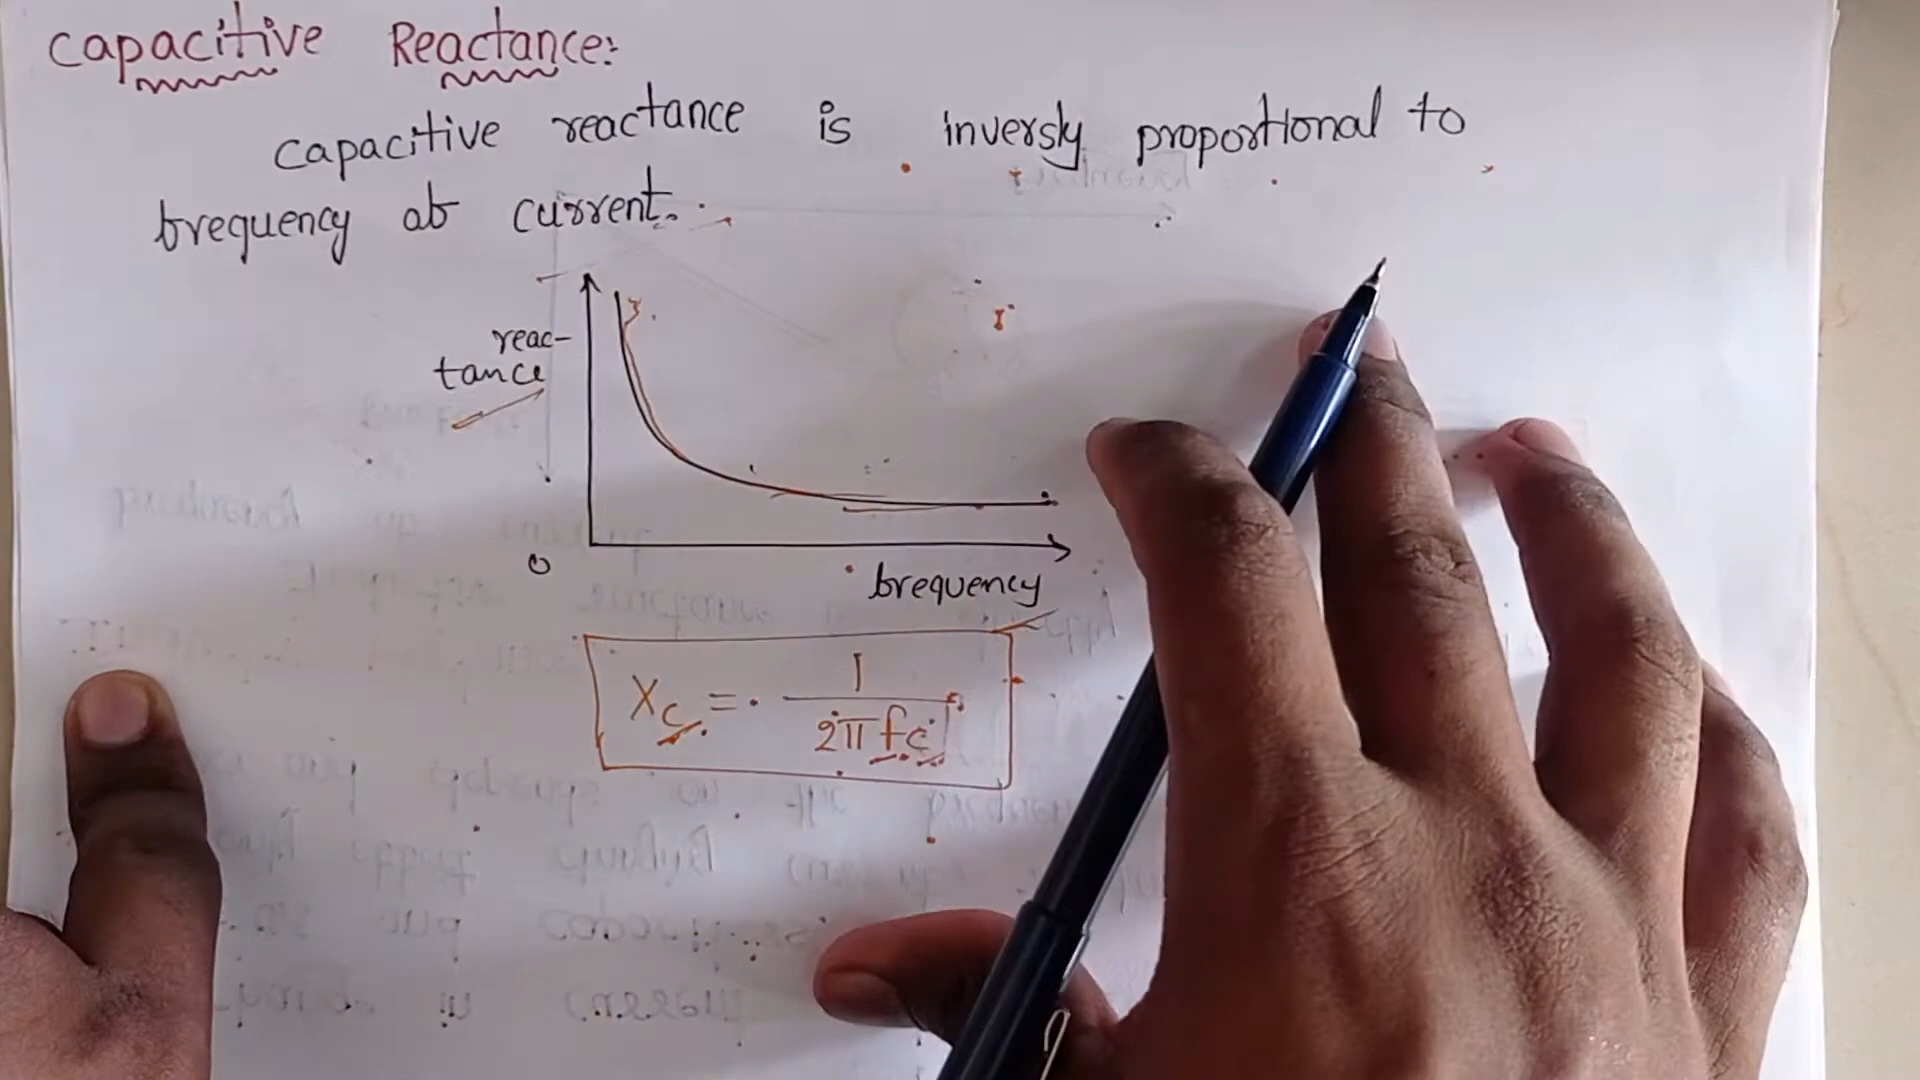 Capacitive Reactance:
Capacitive reactance is inversly proportional to
frequency of current.
reac-
tance
0
frequency
Xc = 1
2πfc